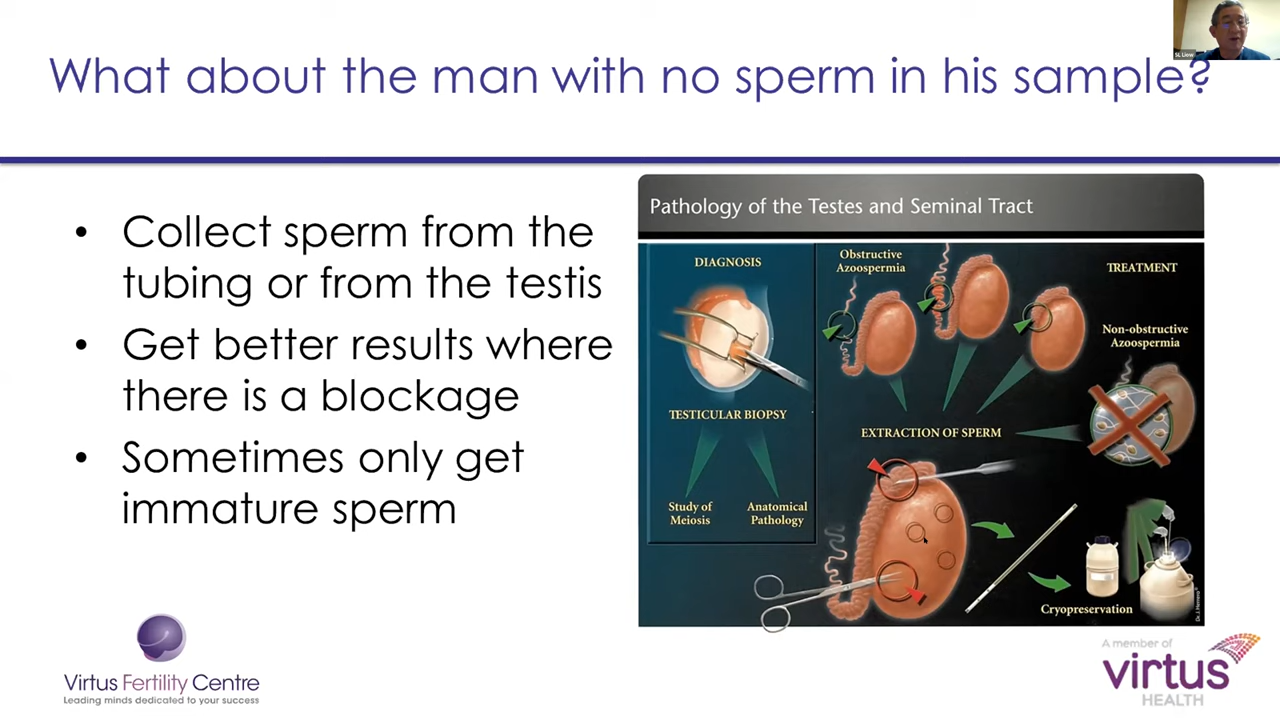 SL Liew
What about the man with no sperm in his sample?
• Collect sperm from the
tubing or from the testis
• Get better results where
there is a blockage
• Sometimes only get
immature sperm
Pathology of the Testes and Seminal Tract
DIAGNOSIS
TESTICULAR BIOPSY
Study of
Meiosis
Anatomical
Pathology
Obstructive
Azoospermia
TREATMENT
Non-obstructive
Azoospermia
EXTRACTION OF SPERM
Cryopreservation
Virtus Fertility Centre
Leading minds dedicated to your success
A member of
virtus
HEALTH